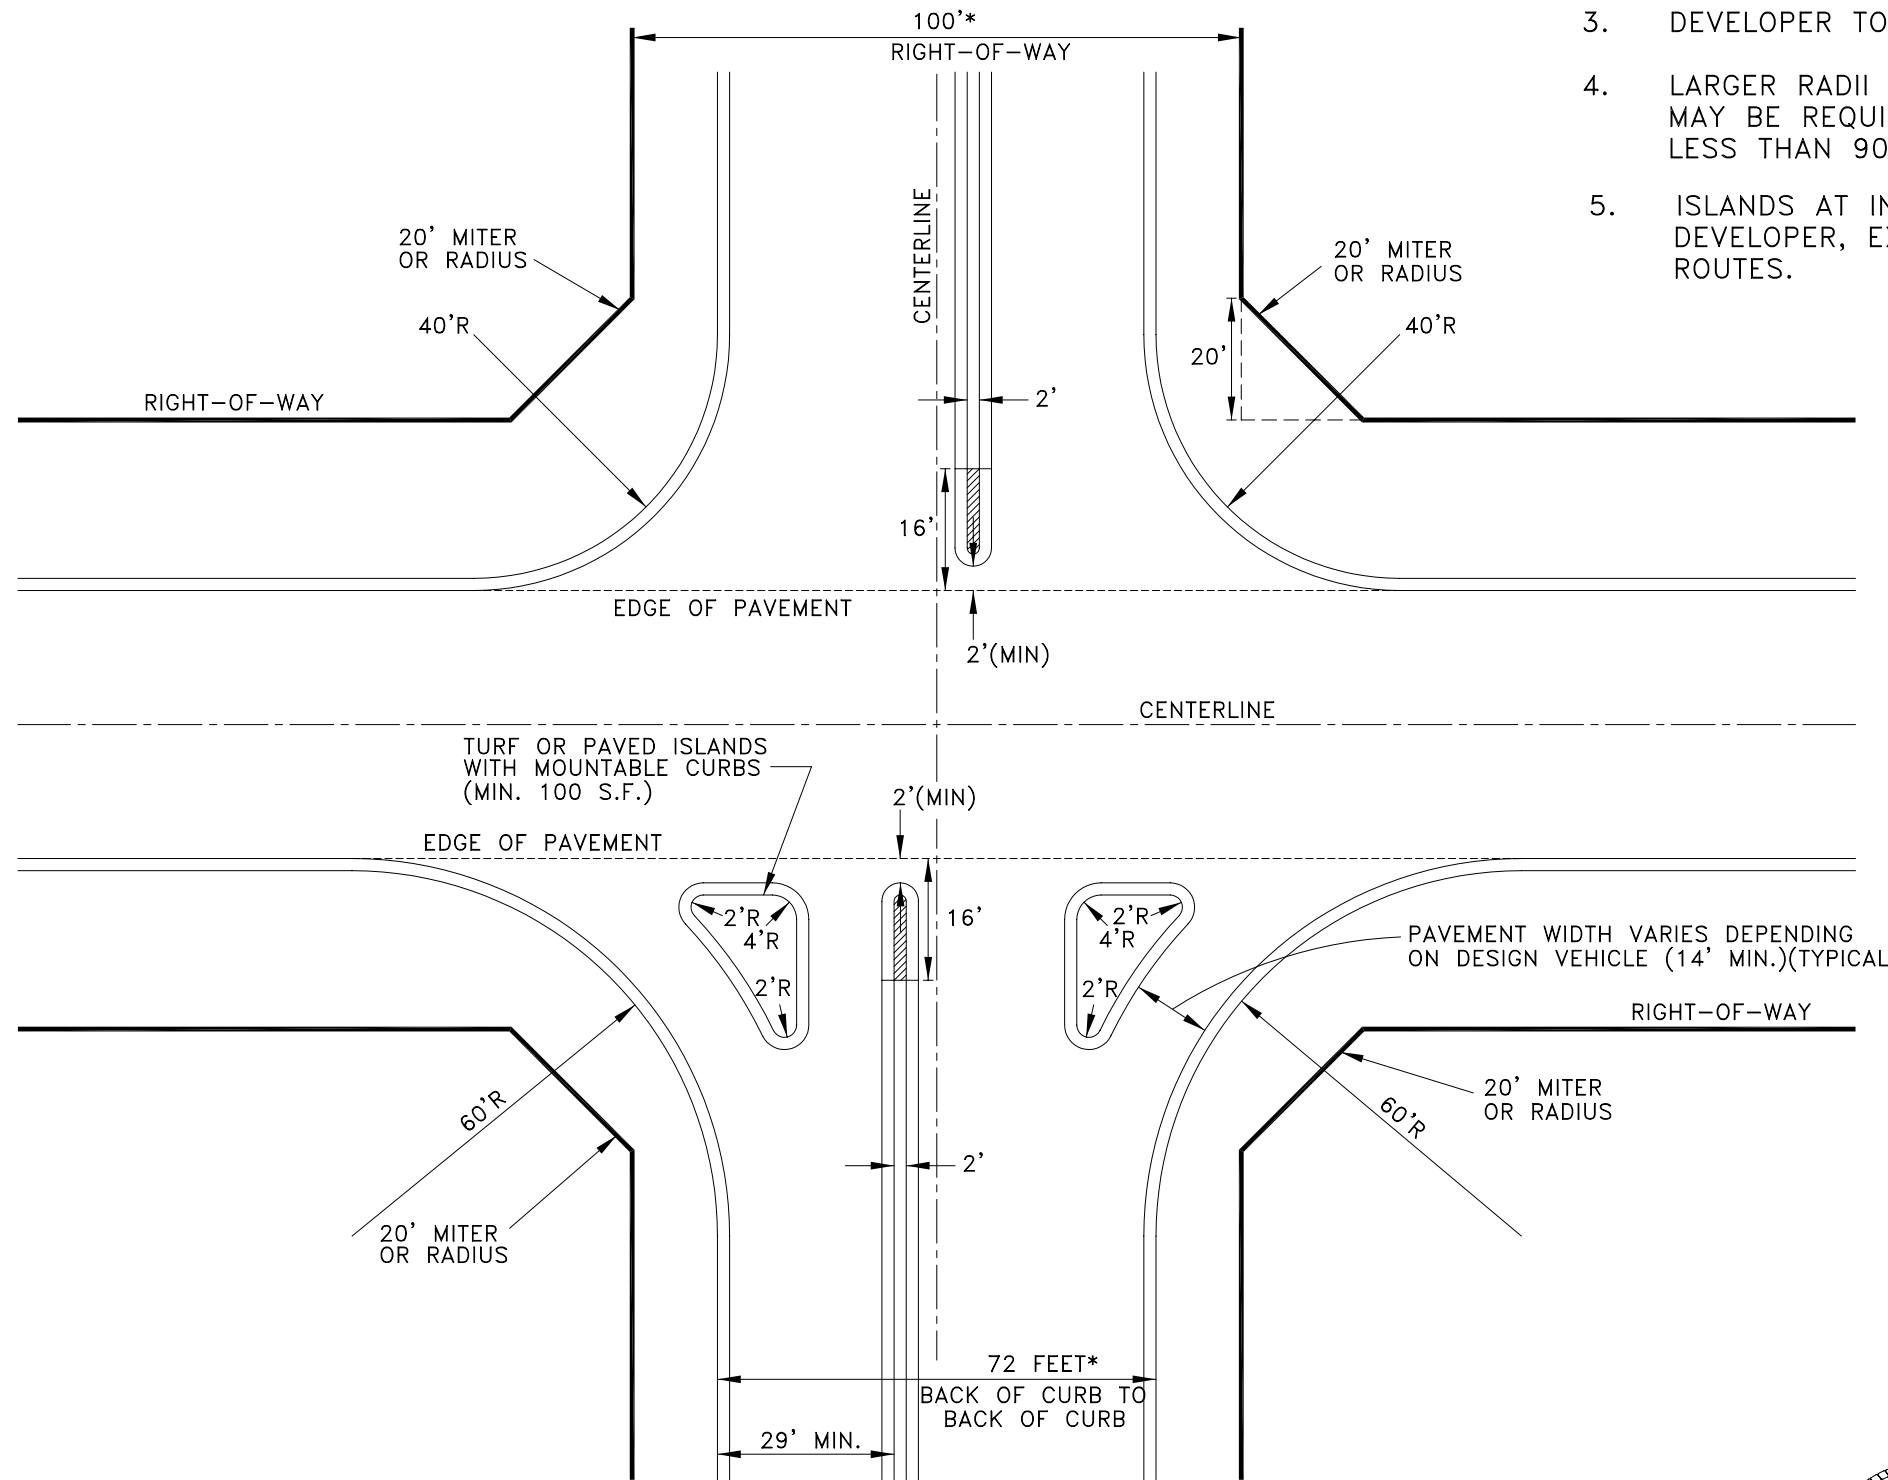 100'*
RIGHT-OF-WAY
3. DEVELOPER TO
4. LARGER RADII
MAY BE REQUI
LESS THAN 90
5. ISLANDS AT IN
DEVELOPER, EX
ROUTES.
20' MITER
OR RADIUS
CENTERLINE
20' MITER
OR RADIUS
40'R
40'R
20'
RIGHT-OF-WAY
2'
16'
EDGE OF PAVEMENT
2'(MIN)
CENTERLINE
TURF OR PAVED ISLANDS
WITH MOUNTABLE CURBS
(MIN. 100 S.F.)
2'(MIN)
EDGE OF PAVEMENT
2'R
4'R
2'R
16'
2'R
4'R
2'R
PAVEMENT WIDTH VARIES DEPENDING
ON DESIGN VEHICLE (14' MIN.)(TYPICAL
RIGHT-OF-WAY
60'R
20' MITER
OR RADIUS
60'R
2'
20' MITER
OR RADIUS
72 FEET*
BACK OF CURB TO
BACK OF CURB
29' MIN.